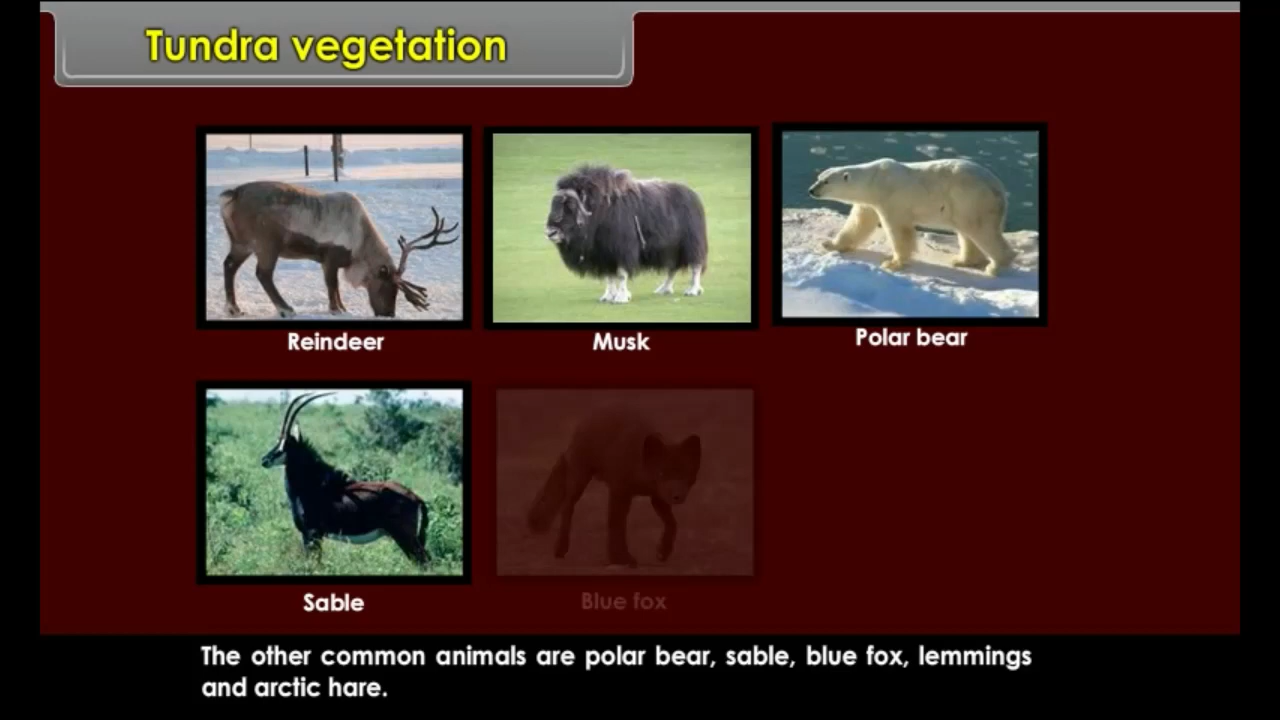 Tundra vegetation
Reindeer
Musk
Polar bear
Sable
Blue fox
The other common animals are polar bear, sable, blue fox, lemmings
and arctic hare.